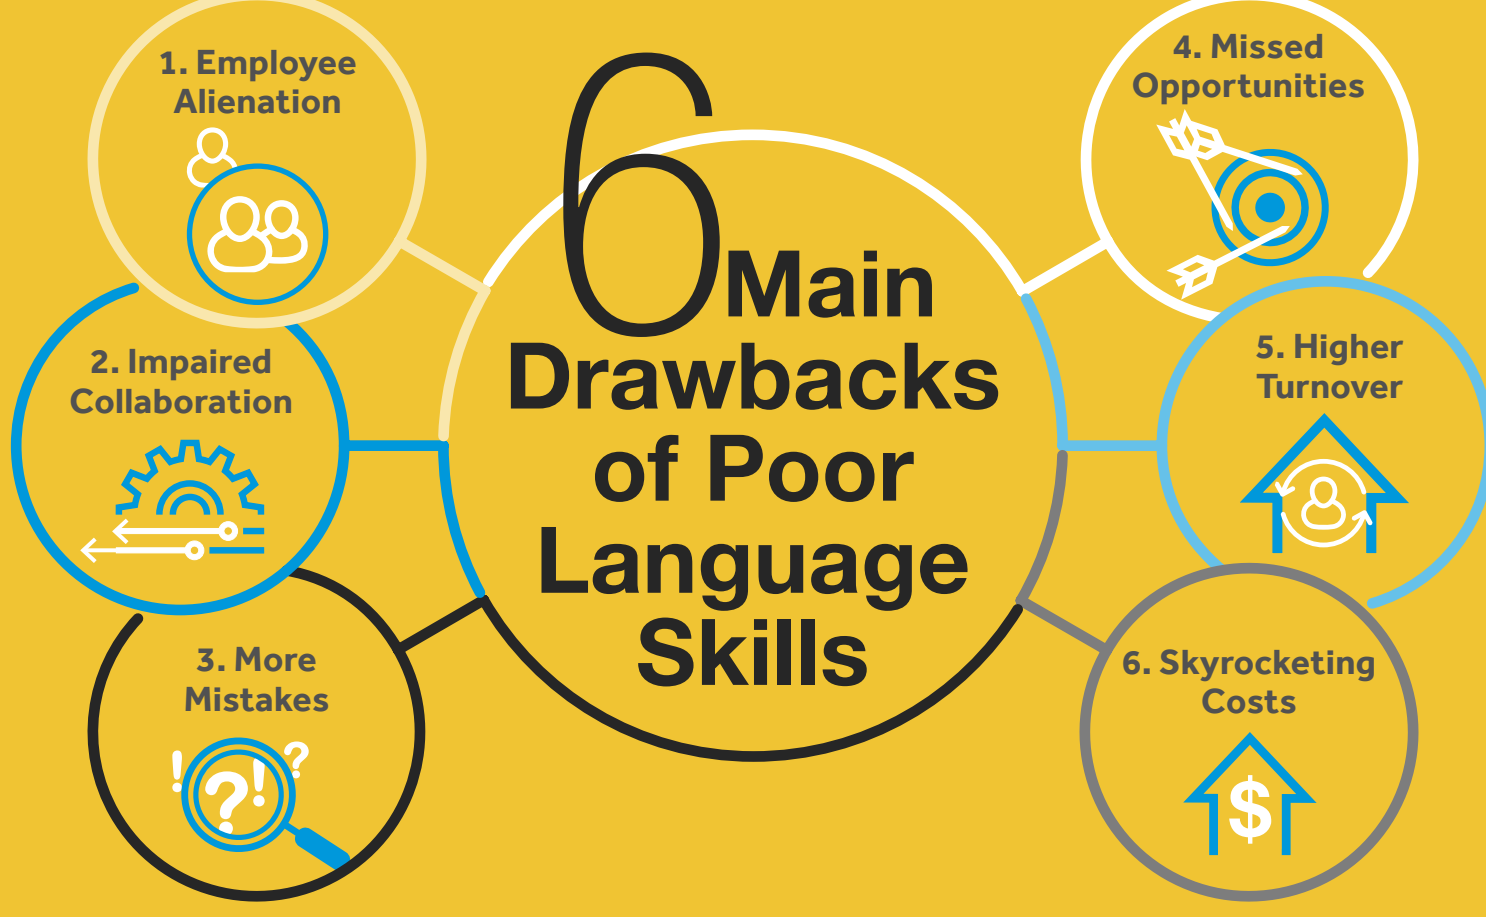 1. Employee
Alienation
2. Impaired
Collaboration
3. More
Mistakes
! ? ! ?
6 Main
Drawbacks
of Poor
Language
Skills
4. Missed
Opportunities
5. Higher
Turnover
6. Skyrocketing
Costs
$